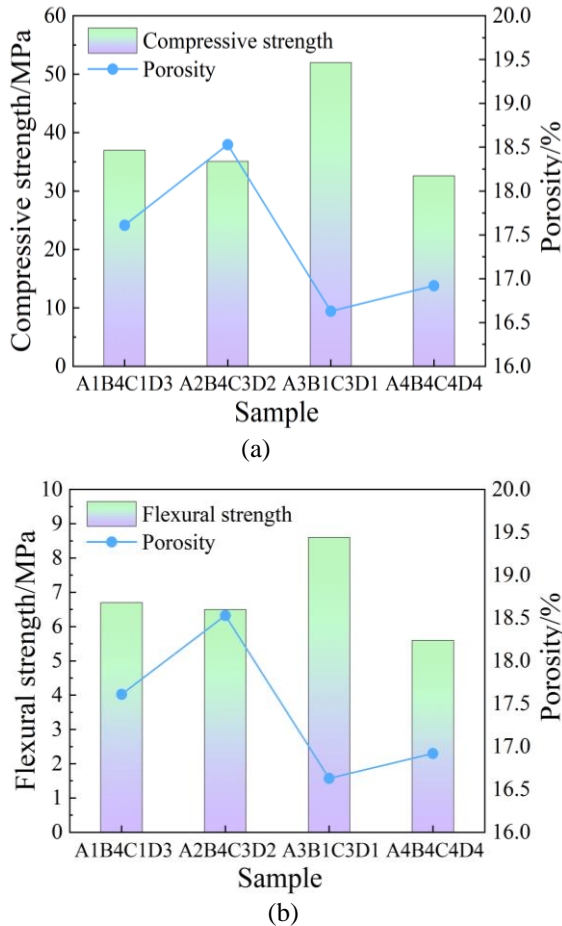 Compressive strength/MPa
60
50
40
30
20
10
0
Compressive strength
Porosity
20.0
19.5
19.0
18.5
18.0
17.5
17.0
16.5
16.0
Porosity/%
A1B4C1D3 A2B4C3D2 A3B1C3D1 A4B4C4D4
Sample
(a)
Flexural strength/MPa
10
9
8
7
6
5
4
3
2
1
0
Flexural strength
Porosity
20.0
19.5
19.0
18.5
18.0
17.5
17.0
16.5
16.0
Porosity/%
A1B4C1D3 A2B4C3D2 A3B1C3D1 A4B4C4D4
Sample
(b)